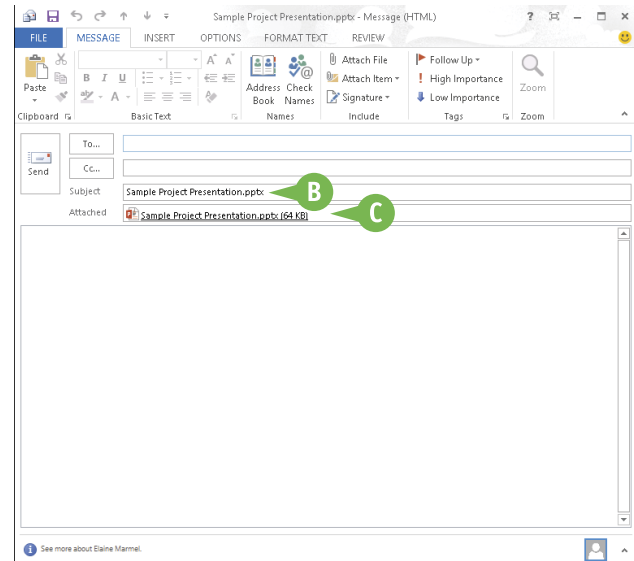 Sample Project Presentation.pptx - Message (HTML)
FILE MESSAGE INSERT OPTIONS FORMAT TEXT REVIEW
Paste
B I U
A A
A
Address Book
Check Names
Attach File
Attach Item
Signature
Follow Up
High Importance
Low Importance
Zoom
Clipboard Basic Text Names Include Tags Zoom
Send
To...
Cc...
Subject Sample Project Presentation.pptx B
Attached Sample Project Presentation.pptx (64 KB) C
See more about Elaine Marmel.